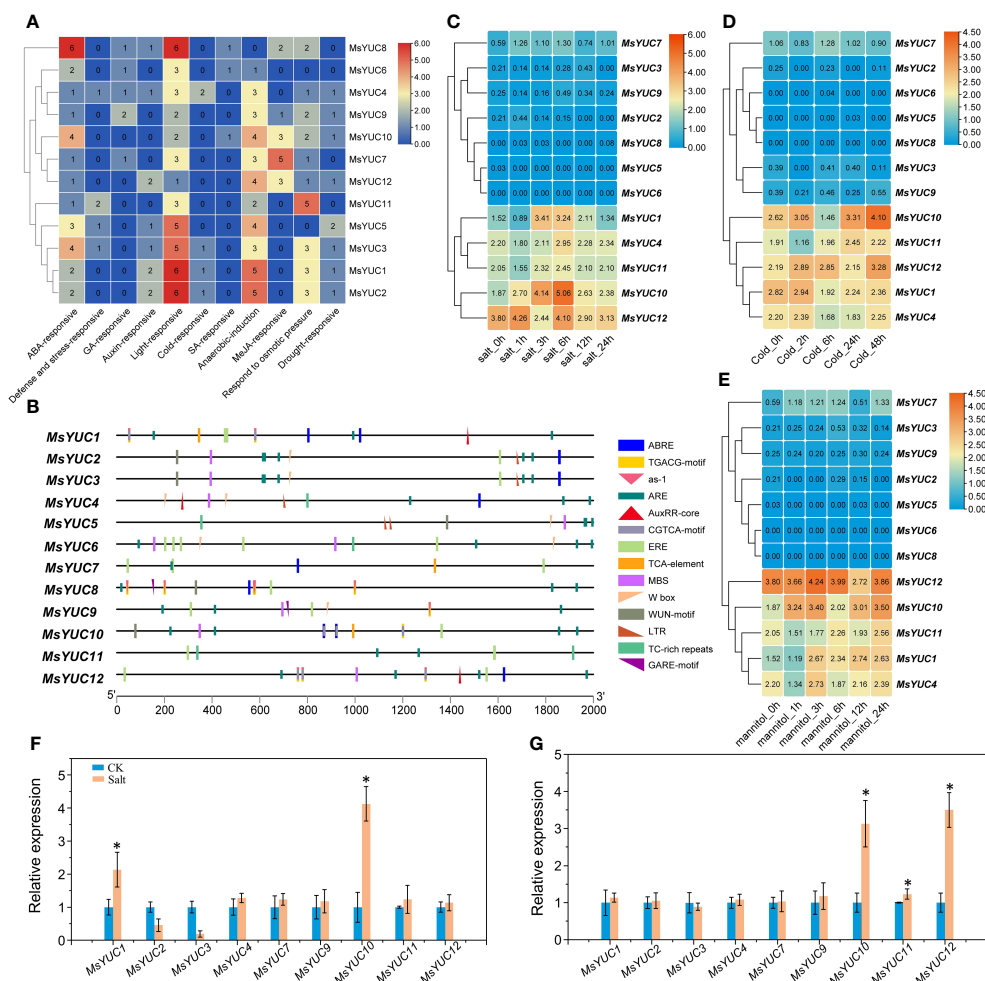 A
6 0 1 1 6 0 1 0 2 2 1 MsYUC8
2 0 1 0 3 0 1 1 0 0 0 MsYUC6
1 1 1 0 3 2 0 3 0 1 1 MsYUC4
1 0 2 0 2 0 0 3 1 2 1 MsYUC9
4 0 0 0 2 0 1 4 3 2 1 MsYUC10
1 0 1 0 3 0 0 3 5 1 0 MsYUC7
1 0 0 2 1 0 0 4 3 1 1 MsYUC12
1 2 0 0 3 0 0 2 0 5 0 MsYUC11
3 1 0 1 5 0 0 4 0 0 2 MsYUC5
4 1 0 0 5 1 0 3 0 3 1 MsYUC3
2 0 0 2 6 1 0 5 0 3 1 MsYUC1
2 0 0 2 6 1 0 5 0 3 1 MsYUC2
6.00
5.00
4.00
3.00
2.00
1.00
0.00
ABA-responsive
Defense and stress-responsive
GA-responsive
Auxin-responsive
Light-responsive
Cold-responsive
SA-responsive
Anaerobic-induction
MeJA-responsive
Respond to osmotic pressure
Drought-responsive
B
MsYUC1
MsYUC2
MsYUC3
MsYUC4
MsYUC5
MsYUC6
MsYUC7
MsYUC8
MsYUC9
MsYUC10
MsYUC11
MsYUC12
5' 3'
0 200 400 600 800 1000 1200 1400 1600 1800 2000
ABRE
TGACG-motif
as-1
ARE
AuxRR-core
CGTCA-motif
ERE
TCA-element
MBS
W box
WUN-motif
LTR
TC-rich repeats
GARE-motif
C
0.59 1.26 1.10 1.30 0.74 1.01 MsYUC7
0.21 0.14 0.14 0.28 0.43 0.00 MsYUC3
0.25 0.14 0.16 0.49 0.34 0.24 MsYUC9
0.21 0.44 0.14 0.15 0.00 0.00 MsYUC2
0.00 0.03 0.03 0.00 0.00 0.08 MsYUC8
0.03 0.00 0.00 0.00 0.00 0.00 MsYUC5
0.00 0.00 0.00 0.00 0.00 0.00 MsYUC6
1.52 0.89 3.41 3.24 2.11 1.34 MsYUC1
2.20 1.80 2.11 2.95 2.28 2.34 MsYUC4
2.05 1.55 2.32 2.45 2.10 2.10 MsYUC11
1.87 2.70 4.14 5.06 2.63 2.38 MsYUC10
3.80 4.26 2.44 4.10 2.90 3.13 MsYUC12
salt_0h
salt_1h
salt_3h
salt_6h
salt_12h
salt_24h
6.00
5.00
4.00
3.00
2.00
1.00
0.00
D
1.06 0.83 1.28 1.02 0.90 MsYUC7
0.25 0.00 0.23 0.00 0.11 MsYUC2
0.00 0.04 0.00 0.00 0.00 MsYUC6
0.00 0.00 0.00 0.03 0.00 MsYUC5
0.00 0.00 0.00 0.00 0.00 MsYUC8
0.39 0.00 0.41 0.40 0.11 MsYUC3
0.39 0.21 0.46 0.25 0.55 MsYUC9
2.62 3.05 1.46 3.31 4.10 MsYUC10
1.91 1.16 1.96 2.45 2.22 MsYUC11
2.19 2.89 2.85 2.15 3.28 MsYUC12
2.82 2.94 1.92 2.24 2.36 MsYUC1
2.20 2.39 1.68 1.83 2.25 MsYUC4
Cold_0h
Cold_2h
Cold_6h
Cold_24h
Cold_48h
4.50
4.00
3.50
3.00
2.50
2.00
1.50
1.00
0.50
0.00
E
0.59 1.18 1.21 1.24 0.51 1.33 MsYUC7
0.21 0.25 0.24 0.53 0.32 0.14 MsYUC3
0.25 0.30 0.24 0.20 0.25 0.24 MsYUC9
0.21 0.00 0.00 0.29 0.15 0.00 MsYUC2
0.03 0.00 0.00 0.00 0.00 0.00 MsYUC5
0.00 0.00 0.00 0.00 0.00 0.00 MsYUC6
0.00 0.00 0.00 0.00 0.00 0.00 MsYUC8
3.80 3.66 4.24 3.99 2.72 3.86 MsYUC12
1.87 3.24 3.40 2.02 3.01 3.50 MsYUC10
2.05 1.51 1.77 2.26 1.93 2.56 MsYUC11
1.52 1.19 2.67 2.34 2.74 2.63 MsYUC1
2.20 1.34 2.73 1.87 2.16 2.39 MsYUC4
mannitol_0h
mannitol_1h
mannitol_3h
mannitol_6h
mannitol_12h
mannitol_24h
4.50
4.00
3.50
3.00
2.50
2.00
1.50
1.00
0.50
0.00
F
CK
Salt
Relative expression
5
4
3
2
1
0
*
*
MsYUC1
MsYUC2
MsYUC3
MsYUC4
MsYUC7
MsYUC9
MsYUC10
MsYUC11
MsYUC12
G
Relative expression
5
4
3
2
1
0
*
*
*
MsYUC1
MsYUC2
MsYUC3
MsYUC4
MsYUC7
MsYUC9
MsYUC10
MsYUC11
MsYUC12